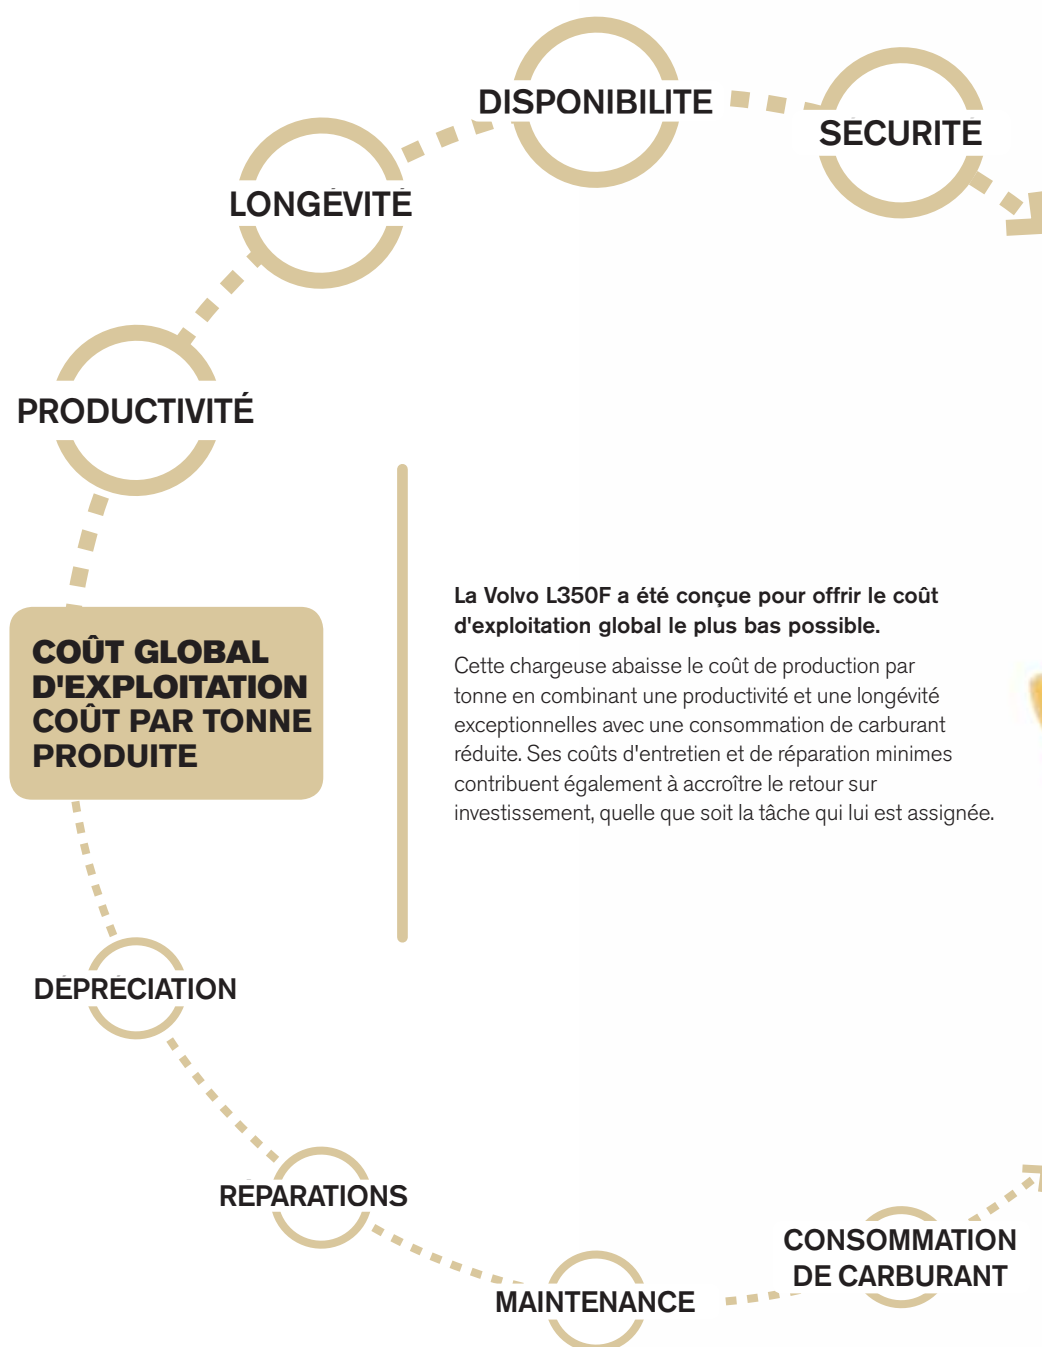 DISPONIBILITÉ
SÉCURITÉ
LONGÉVITÉ
PRODUCTIVITÉ
COÛT GLOBAL
D'EXPLOITATION
COÛT PAR TONNE
PRODUITE
La Volvo L350F a été conçue pour offrir le coût
d'exploitation global le plus bas possible.
Cette chargeuse abaisse le coût de production par
tonne en combinant une productivité et une longévité
exceptionnelles avec une consommation de carburant
réduite. Ses coûts d'entretien et de réparation minimes
contribuent également à accroître le retour sur
investissement, quelle que soit la tâche qui lui est assignée.
DÉPRÉCIATION
RÉPARATIONS
MAINTENANCE
CONSOMMATION
DE CARBURANT